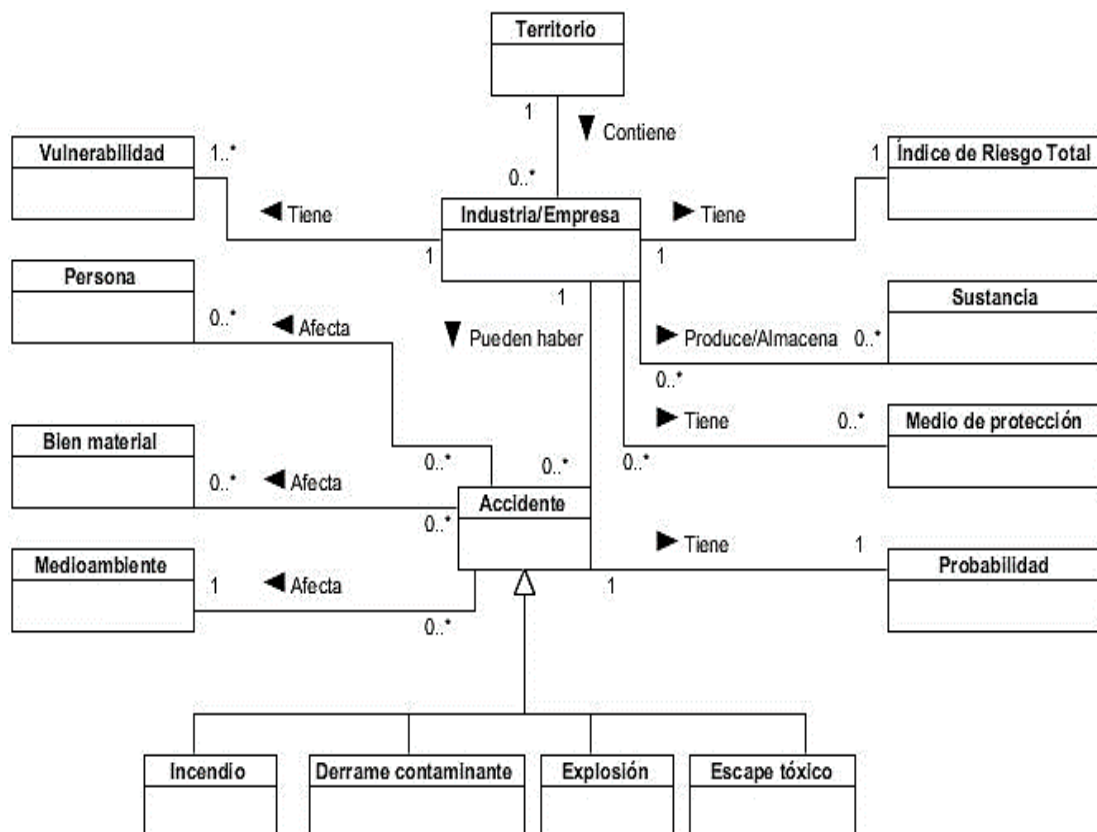 Territorio
1
Contiene
0..*
Vulnerabilidad
1..*
Tiene
1
Industria/Empresa
1
Tiene
1
Índice de Riesgo Total
Persona
0..*
Afecta
1
Pueden haber
Produce/Almacena
0..*
0..*
Sustancia
Tiene
0..*
0..*
Medio de protección
Bien material
0..*
Afecta
0..*
0..*
0..*
Accidente
Medioambiente
1
Afecta
0..*
Tiene
1
1
Probabilidad
Incendio
Derrame contaminante
Explosión
Escape tóxico